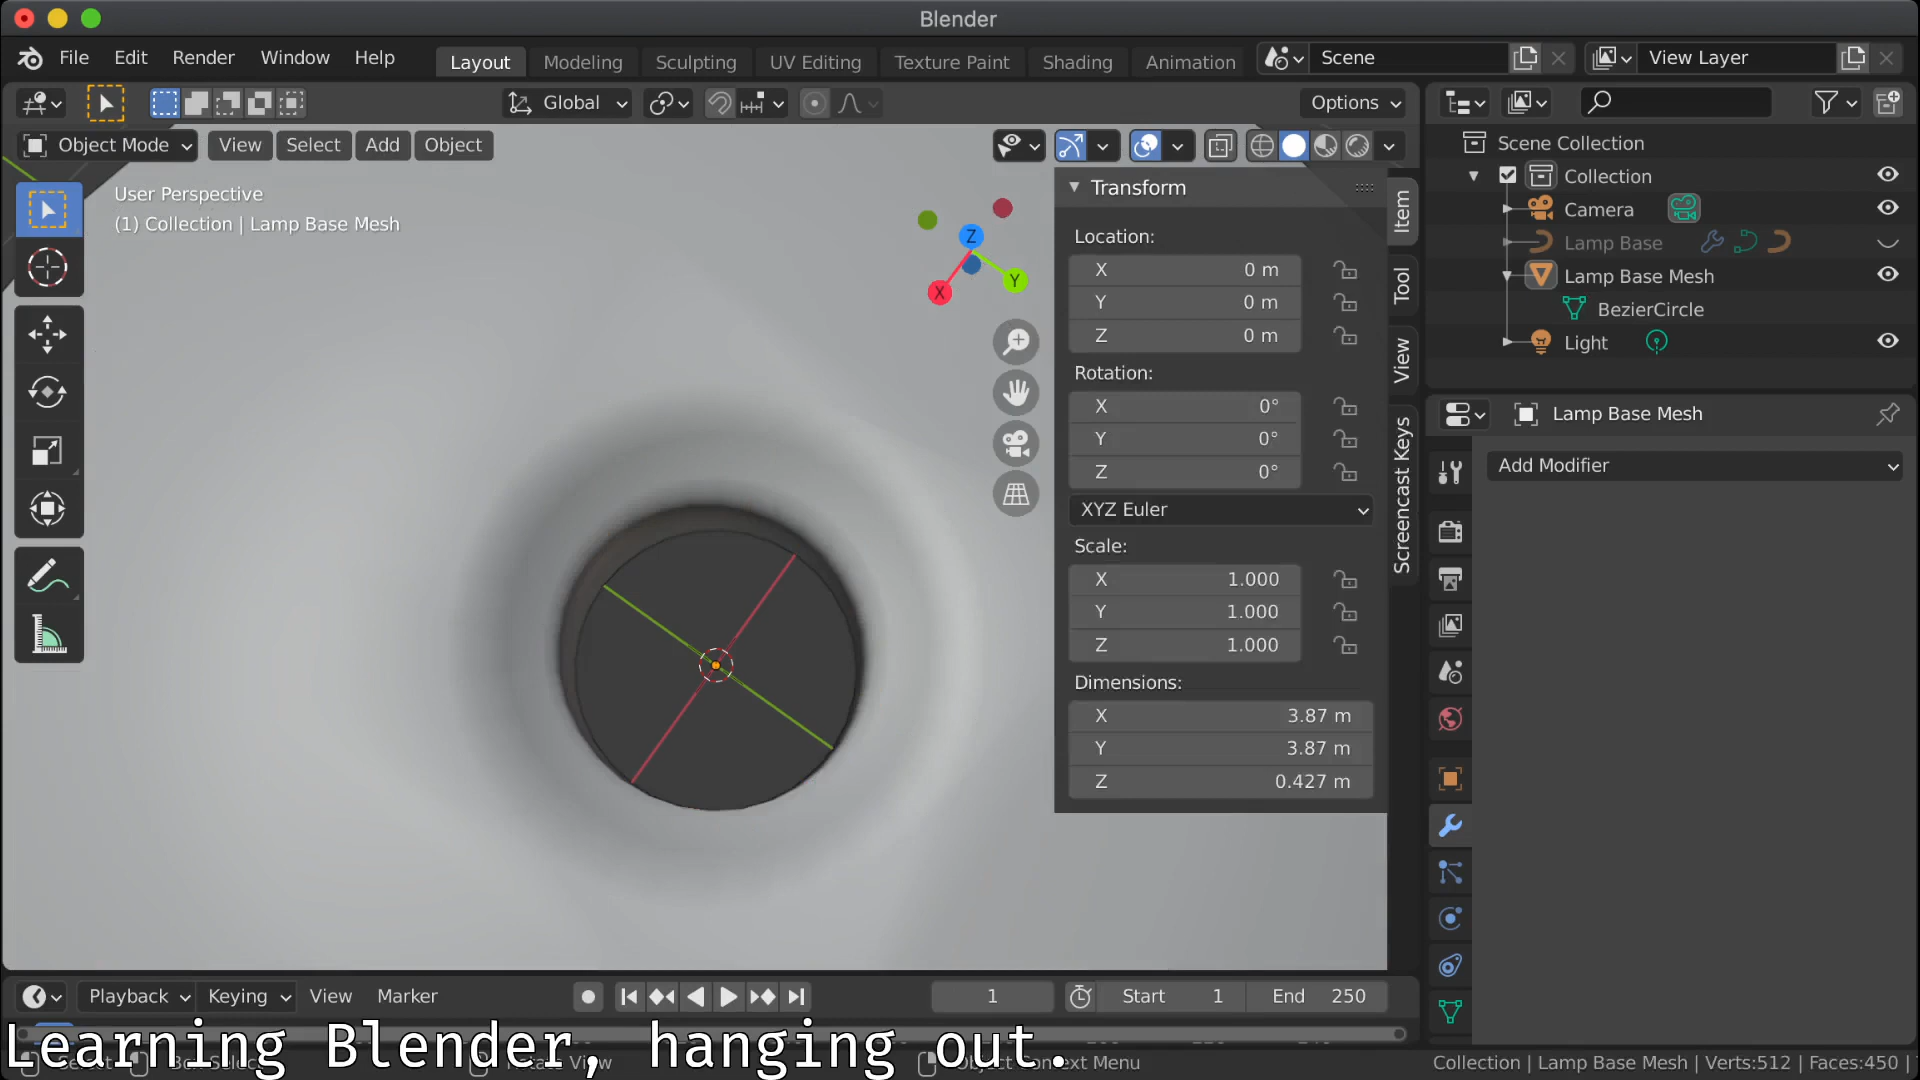 Blender
File Edit Render Window Help
Layout Modeling Sculpting UV Editing Texture Paint Shading Animation
Scene
View Layer
Global
Options
Object Mode View Select Add Object
User Perspective
(1) Collection | Lamp Base Mesh
Z
Y
X
Transform
Location:
X 0 m
Y 0 m
Z 0 m
Rotation:
X 0°
Y 0°
Z 0°
XYZ Euler
Scale:
X 1.000
Y 1.000
Z 1.000
Dimensions:
X 3.87 m
Y 3.87 m
Z 0.427 m
Item
Tool
View
Screencast Keys
Scene Collection
Collection
Camera
Lamp Base
Lamp Base Mesh
BezierCircle
Light
Lamp Base Mesh
Add Modifier
Playback Keying View Marker
1
Start 1
End 250
Learning Blender, hanging out.
Context Menu
Collection | Lamp Base Mesh | Verts:512 | Faces:450 |